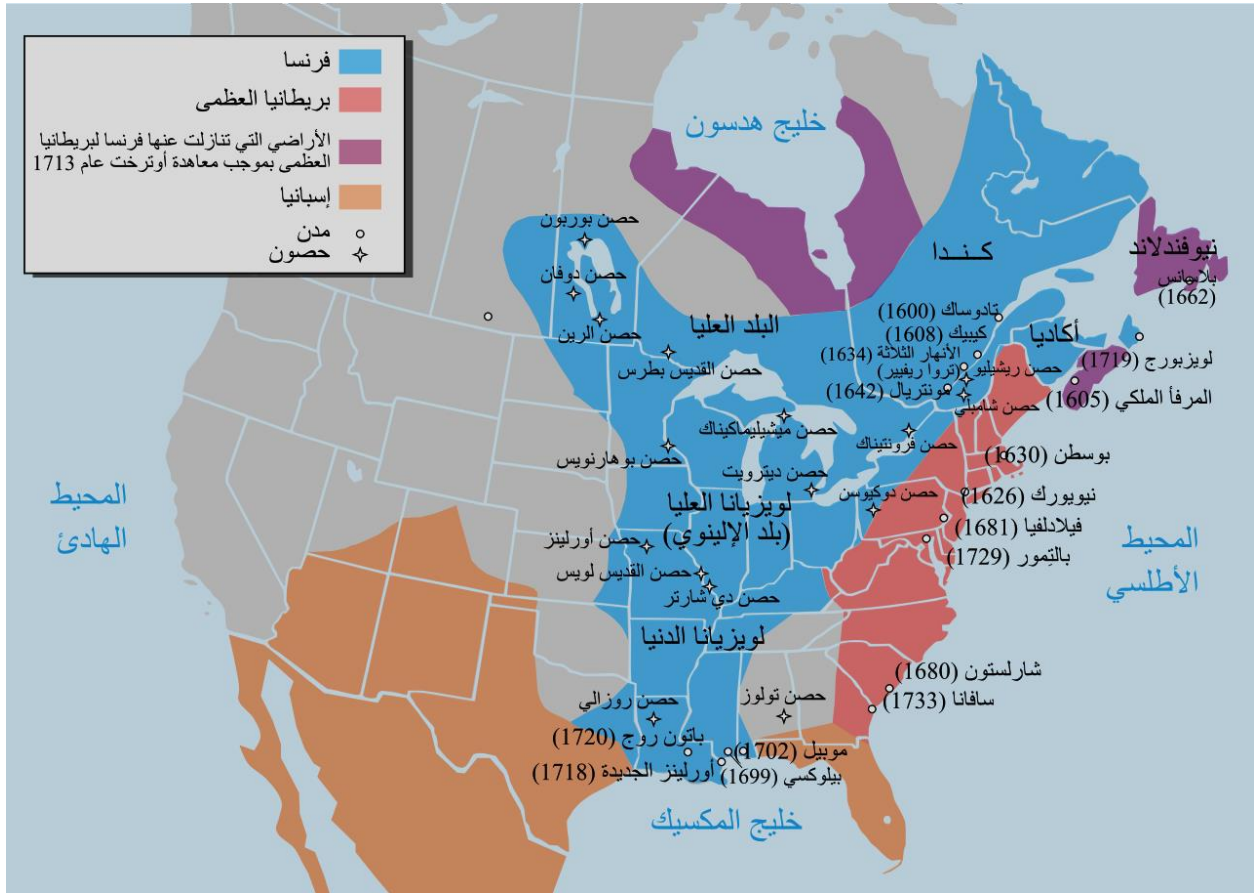 فرنسا
بريطانيا العظمى
الأراضي التي تنازلت عنها فرنسا لبريطانيا
العظمى بموجب معاهدة أوترخت عام 1713
إسبانيا
مدن
حصون
خليج هدسون
حصن بوربون
حصن دوفان
حصن الرين
البلد العليا
حصن القديس بطرس
كــنــدا
نيوفندلاند
بلاجانس
(1662)
تادوساك (1600)
كيبيك (1608)
أكاديا
الأنهار الثلاثة (1634)
(تروا ريفيير)
حصن ريشيليو
لويزبورج (1719)
مونتريال (1642)
حصن شامبلي
المرفأ الملكي (1605)
حصن ميشيليماكيناك
حصن فرونتيناك
حصن بوهارنويس
بوسطن (1630)
حصن ديترويت
حصن دوكيوسن
نيويورك (1626)
لويزيانا العليا
(بلد الإلينوي)
فيلادلفيا (1681)
المحيط
الهادئ
المحيط
الأطلسي
حصن أورلينز
بالتِمور (1729)
حصن القديس لويس
حصن دي شارتر
لويزيانا الدنيا
شارلستون (1680)
سافانا (1733)
حصن تولوز
حصن روزالي
باتون روج (1720)
موبيل (1702)
أورلينز الجديدة (1718)
بيلوكسي (1699)
خليج المكسيك